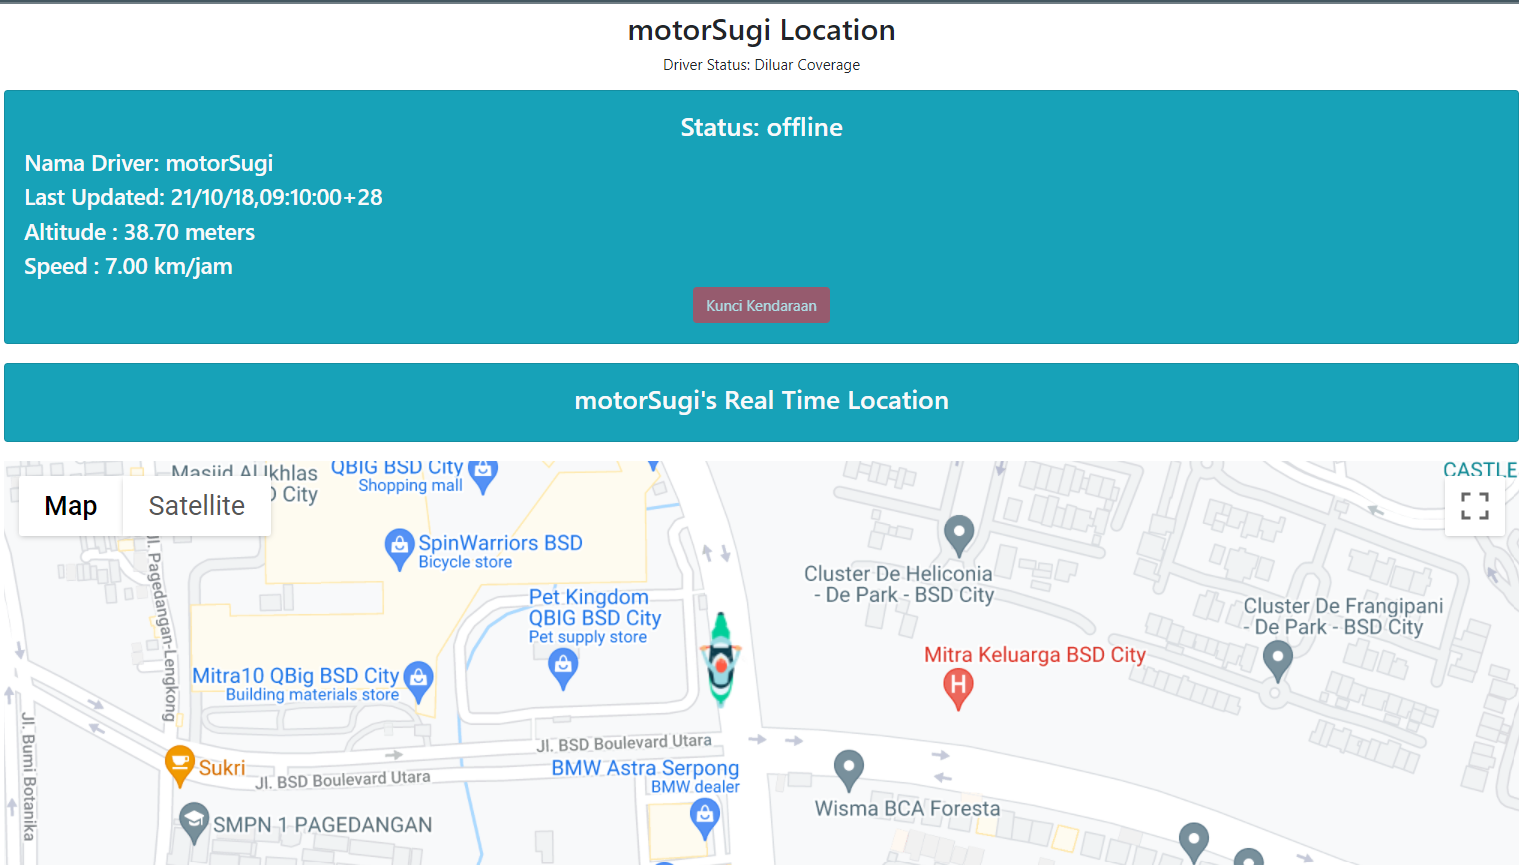 motorSugi Location
Driver Status: Diluar Coverage
Status: offline
Nama Driver: motorSugi
Last Updated: 21/10/18,09:10:00+28
Altitude : 38.70 meters
Speed : 7.00 km/jam
Kunci Kendaraan
motorSugi's Real Time Location
Masjid Al Ikhlas
D City
QBIG BSD City
Shopping mall
CASTLE
Map
Satellite
SpinWarriors BSD
Bicycle store
Jl. Pagedangan-Lengkong
Cluster De Heliconia
- De Park - BSD City
Pet Kingdom
QBIG BSD City
Pet supply store
Cluster De Frangipani
- De Park - BSD City
Mitra Keluarga BSD City
H
Mitra10 QBig BSD City
Building materials store
Jl. Bumi Botanika
Jl. BSD Boulevard Utara
Sukri
Jl. BSD Boulevard Utara
BMW Astra Serpong
BMW dealer
Wisma BCA Foresta
SMPN 1 PAGEDANGAN